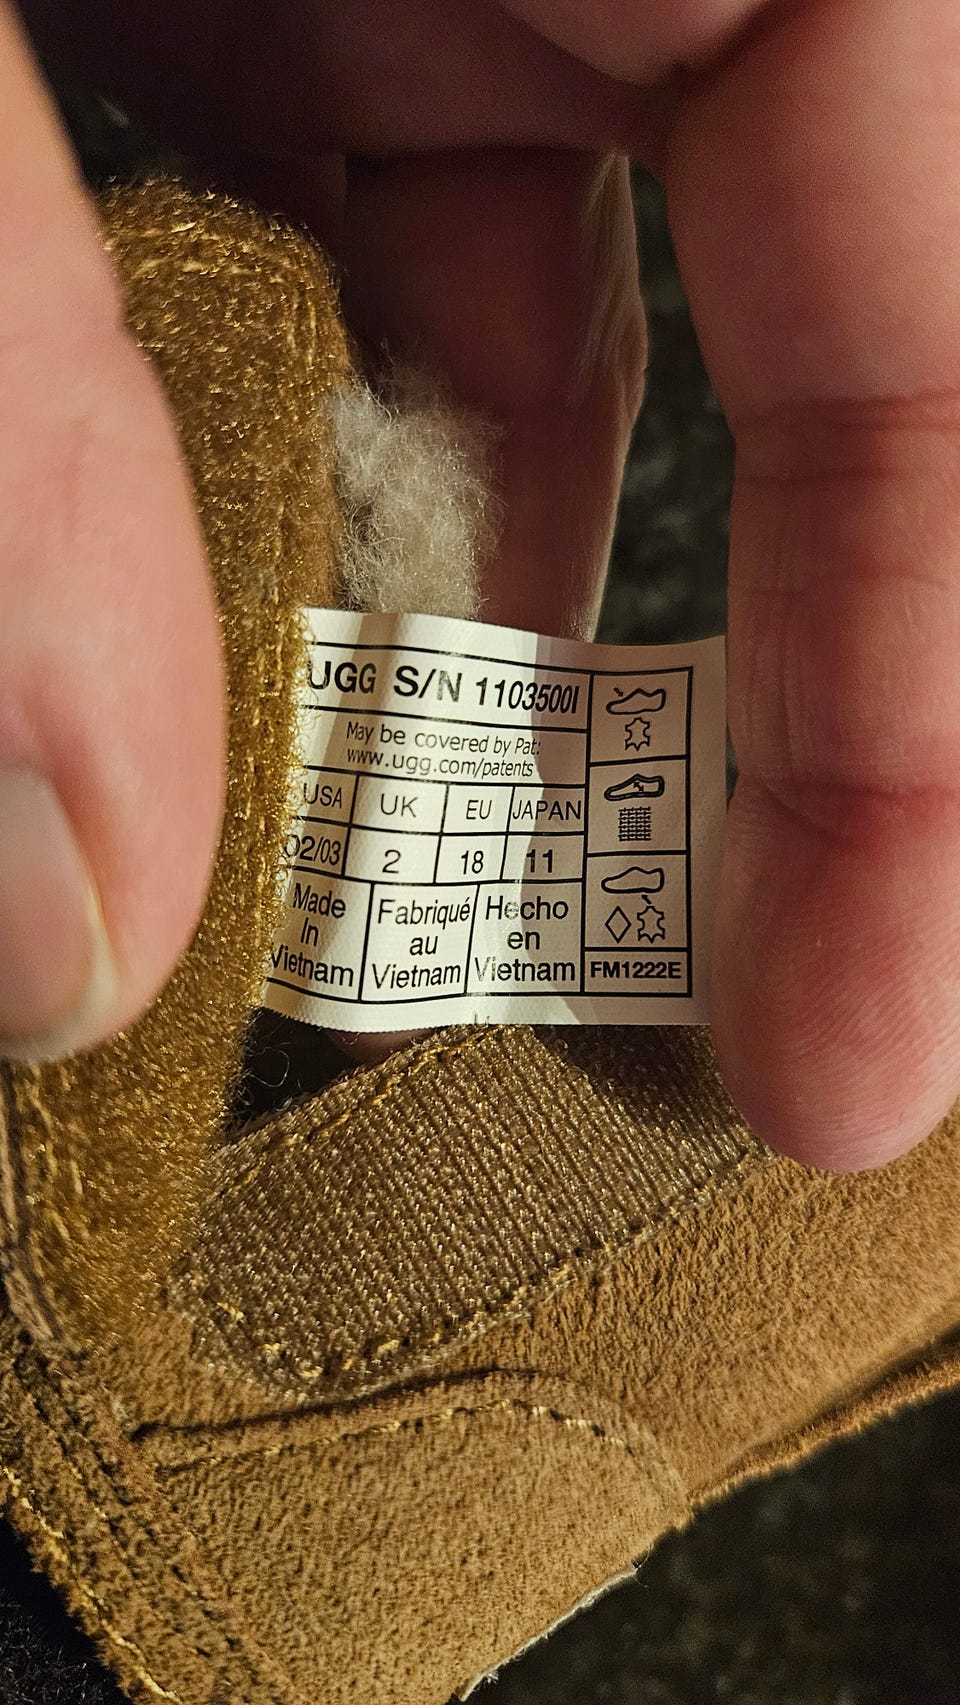 UGG S/N 1103500I
May be covered by Pat:
www.ugg.com/patents
USA UK EU JAPAN
02/03 2 18 11
Made In Vietnam
Fabriqué au Vietnam
Hecho en Vietnam
FM1222E